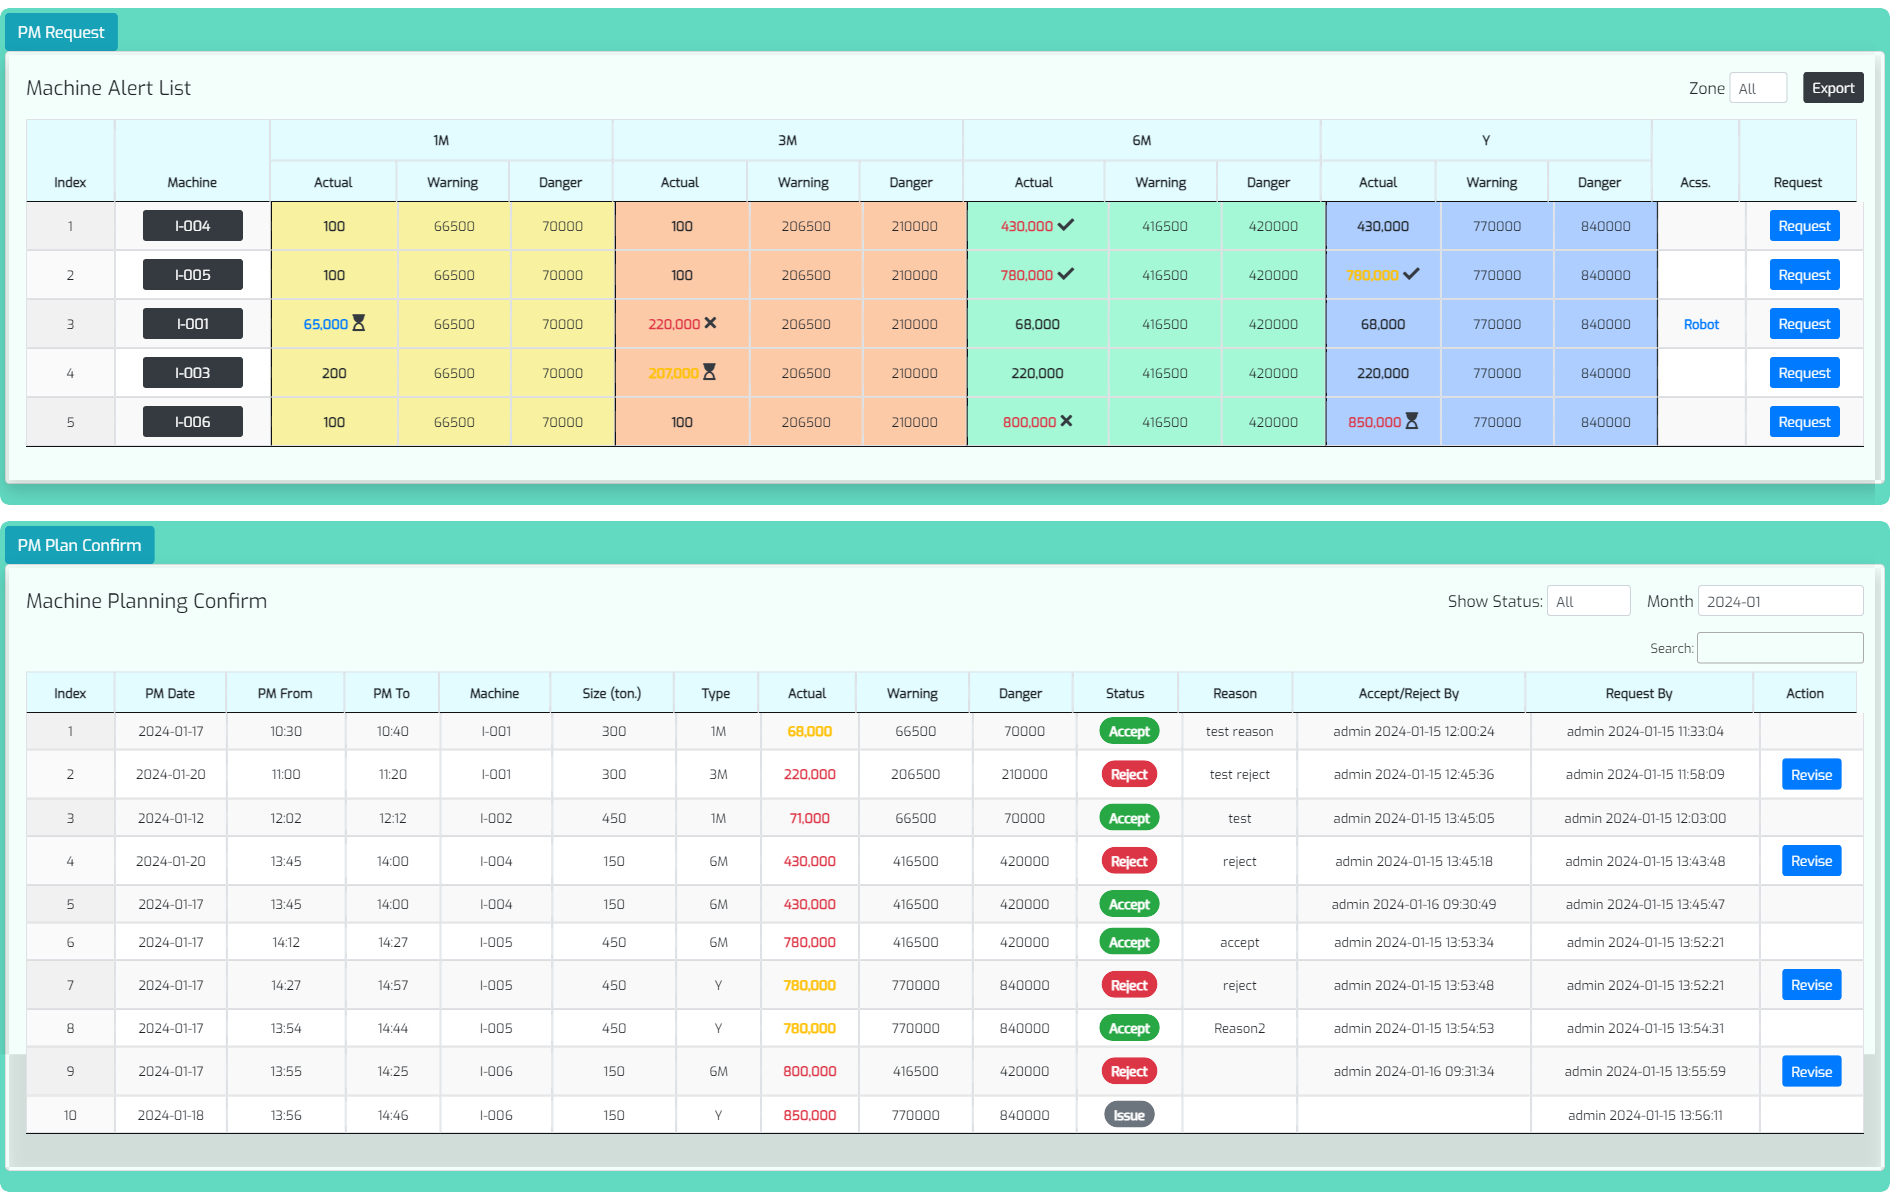 PM Request
Machine Alert List Zone All Export
1M 3M 6M Y
Index Machine Actual Warning Danger Actual Warning Danger Actual Warning Danger Actual Warning Danger Acss. Request
1 I-004 100 66500 70000 100 206500 210000 430,000 416500 420000 430,000 770000 840000 Request
2 I-005 100 66500 70000 100 206500 210000 780,000 416500 420000 780,000 770000 840000 Request
3 I-001 65,000 66500 70000 220,000 206500 210000 68,000 416500 420000 68,000 770000 840000 Robot Request
4 I-003 200 66500 70000 207,000 206500 210000 220,000 416500 420000 220,000 770000 840000 Request
5 I-006 100 66500 70000 100 206500 210000 800,000 416500 420000 850,000 770000 840000 Request
PM Plan Confirm
Machine Planning Confirm Show Status: All Month 2024-01
Search:
Index PM Date PM From PM To Machine Size (ton.) Type Actual Warning Danger Status Reason Accept/Reject By Request By Action
1 2024-01-17 10:30 10:40 I-001 300 1M 68,000 66500 70000 Accept test reason admin 2024-01-15 12:00:24 admin 2024-01-15 11:33:04
2 2024-01-20 11:00 11:20 I-001 300 3M 220,000 206500 210000 Reject test reject admin 2024-01-15 12:45:36 admin 2024-01-15 11:58:09 Revise
3 2024-01-12 12:02 12:12 I-002 450 1M 71,000 66500 70000 Accept test admin 2024-01-15 13:45:05 admin 2024-01-15 12:03:00
4 2024-01-20 13:45 14:00 I-004 150 6M 430,000 416500 420000 Reject reject admin 2024-01-15 13:45:18 admin 2024-01-15 13:43:48 Revise
5 2024-01-17 13:45 14:00 I-004 150 6M 430,000 416500 420000 Accept admin 2024-01-16 09:30:49 admin 2024-01-15 13:45:47
6 2024-01-17 14:12 14:27 I-005 450 6M 780,000 416500 420000 Accept accept admin 2024-01-15 13:53:34 admin 2024-01-15 13:52:21
7 2024-01-17 14:27 14:57 I-005 450 Y 780,000 770000 840000 Reject reject admin 2024-01-15 13:53:48 admin 2024-01-15 13:52:21 Revise
8 2024-01-17 13:54 14:44 I-005 450 Y 780,000 770000 840000 Accept Reason2 admin 2024-01-15 13:54:53 admin 2024-01-15 13:54:31
9 2024-01-17 13:55 14:25 I-006 150 6M 800,000 416500 420000 Reject admin 2024-01-16 09:31:34 admin 2024-01-15 13:55:59 Revise
10 2024-01-18 13:56 14:46 I-006 150 Y 850,000 770000 840000 Issue admin 2024-01-15 13:56:11